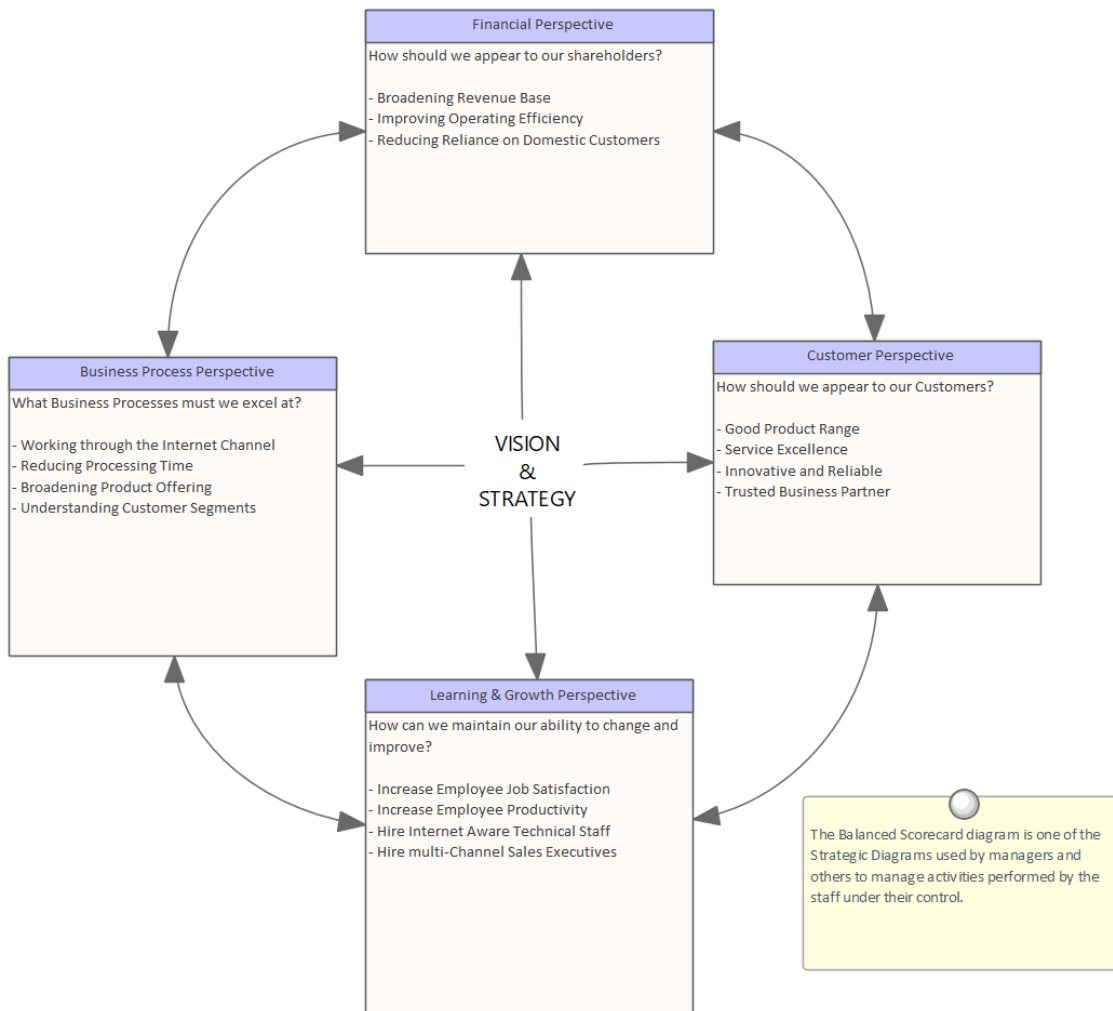 Financial Perspective
How should we appear to our shareholders?
- Broadening Revenue Base
- Improving Operating Efficiency
- Reducing Reliance on Domestic Customers
Business Process Perspective
What Business Processes must we excel at?
- Working through the Internet Channel
- Reducing Processing Time
- Broadening Product Offering
- Understanding Customer Segments
VISION
&
STRATEGY
Customer Perspective
How should we appear to our Customers?
- Good Product Range
- Service Excellence
- Innovative and Reliable
- Trusted Business Partner
Learning & Growth Perspective
How can we maintain our ability to change and
improve?
- Increase Employee Job Satisfaction
- Increase Employee Productivity
- Hire Internet Aware Technical Staff
- Hire multi-Channel Sales Executives
The Balanced Scorecard diagram is one of the
Strategic Diagrams used by managers and
others to manage activities performed by the
staff under their control.